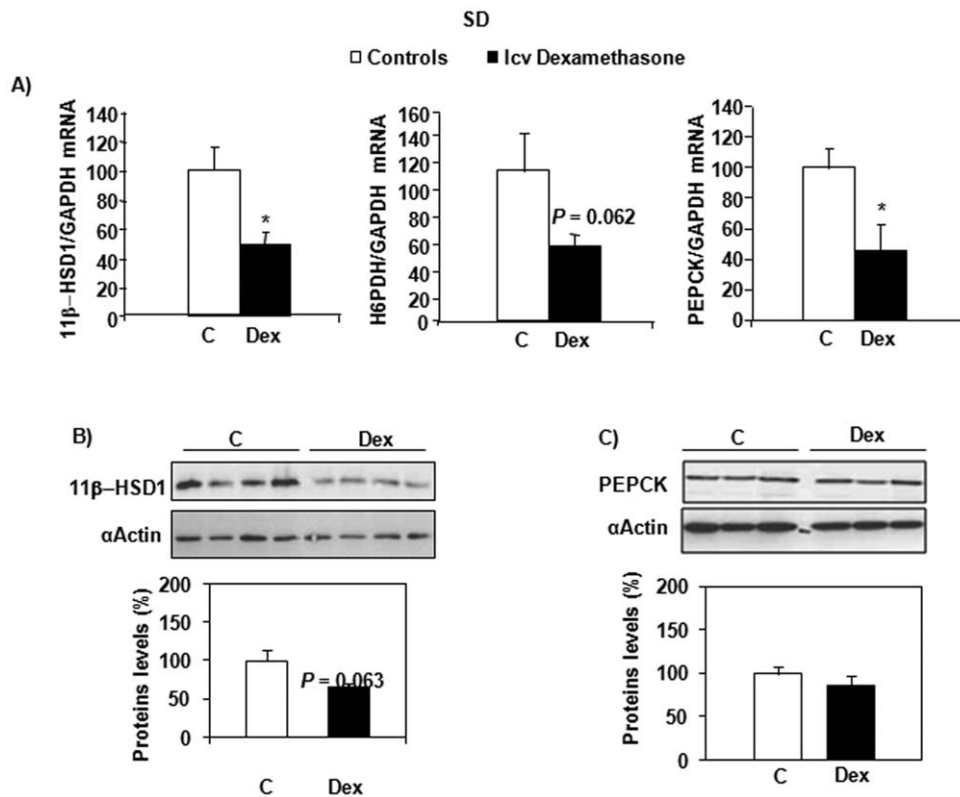 SD
□ Controls ■ Icv Dexamethasone
A)
11β–HSD1/GAPDH mRNA
140
120
100
80
60
40
20
0
*
C Dex
H6PDH/GAPDH mRNA
160
140
120
100
80
60
40
20
0
P = 0.062
C Dex
PEPCK/GAPDH mRNA
140
120
100
80
60
40
20
0
*
C Dex
B)
C Dex
11β–HSD1
αActin
Proteins levels (%)
200
150
100
50
0
P = 0.063
C Dex
C)
C Dex
PEPCK
αActin
Proteins levels (%)
200
150
100
50
0
C Dex